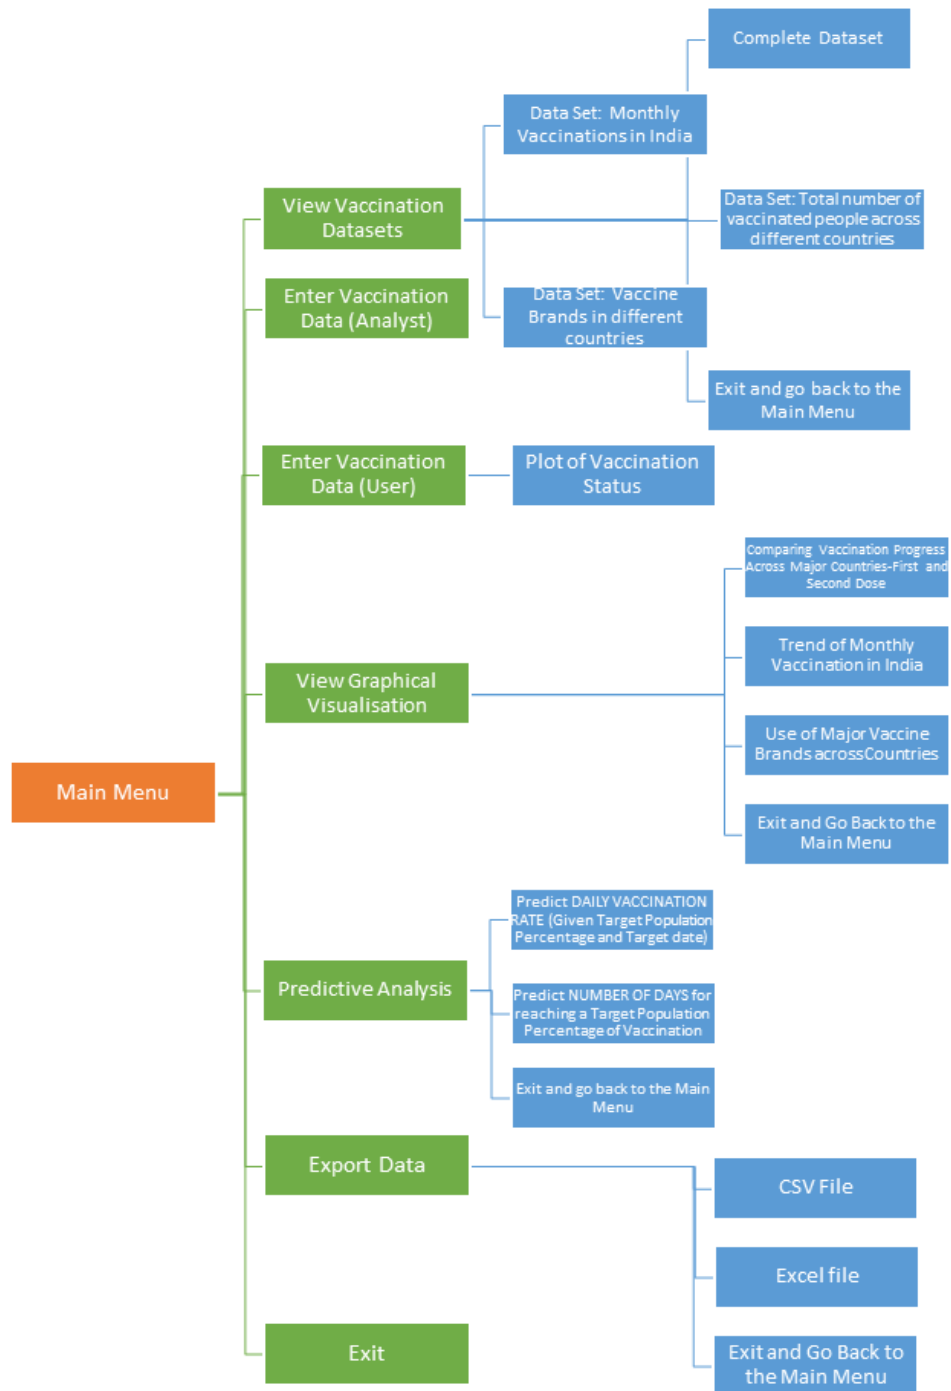 Complete Dataset
Data Set: Monthly
Vaccinations in India
View Vaccination
Datasets
Data Set: Total number of
vaccinated people across
different countries
Enter Vaccination
Data (Analyst)
Data Set: Vaccine
Brands in different
countries
Exit and go back to the
Main Menu
Enter Vaccination
Data (User)
Plot of Vaccination
Status
Comparing Vaccination Progress
Across Major Countries-First and
Second Dose
Trend of Monthly
Vaccination in India
View Graphical
Visualisation
Use of Major Vaccine
Brands acrossCountries
Main Menu
Exit and Go Back to the
Main Menu
Predict DAILY VACCINATION
RATE (Given Target Population
Percentage and Target date)
Predictive Analysis
Predict NUMBER OF DAYS for
reaching a Target Population
Percentage of Vaccination
Exit and go back to the Main
Menu
Export Data
CSV File
Excel file
Exit
Exit and Go Back to
the Main Menu